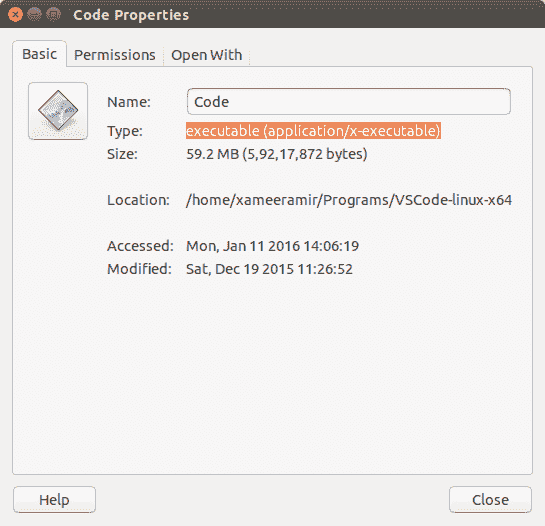 Code Properties
Basic Permissions Open With
Name: Code
Type: executable (application/x-executable)
Size: 59.2 MB (5,92,17,872 bytes)
Location: /home/xameeramir/Programs/VSCode-linux-x64
Accessed: Mon, Jan 11 2016 14:06:19
Modified: Sat, Dec 19 2015 11:26:52
Help Close